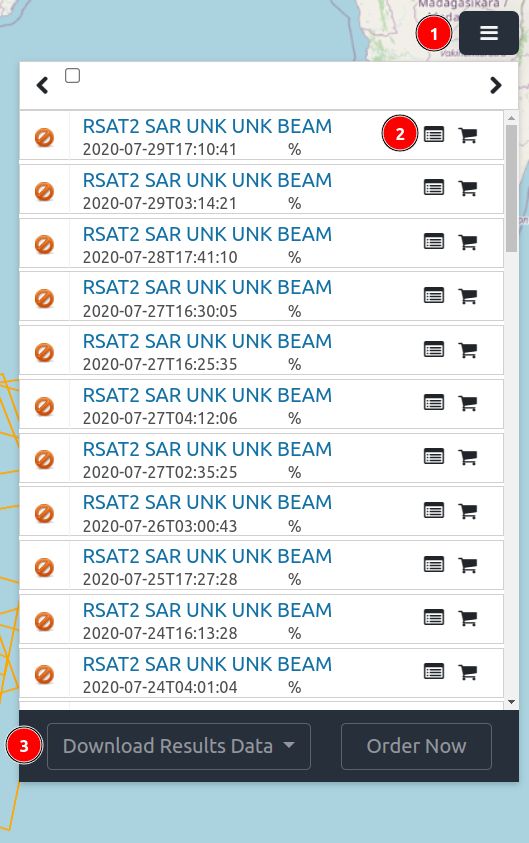 Madagasikara /
1
vakin
RSAT2 SAR UNK UNK BEAM
2
2020-07-29T17:10:41 %
RSAT2 SAR UNK UNK BEAM
2020-07-29T03:14:21 %
RSAT2 SAR UNK UNK BEAM
2020-07-28T17:41:10 %
RSAT2 SAR UNK UNK BEAM
2020-07-27T16:30:05 %
RSAT2 SAR UNK UNK BEAM
2020-07-27T16:25:35 %
RSAT2 SAR UNK UNK BEAM
2020-07-27T04:12:06 %
RSAT2 SAR UNK UNK BEAM
2020-07-27T02:35:25 %
RSAT2 SAR UNK UNK BEAM
2020-07-26T03:00:43 %
RSAT2 SAR UNK UNK BEAM
2020-07-25T17:27:28 %
RSAT2 SAR UNK UNK BEAM
2020-07-24T16:13:28 %
RSAT2 SAR UNK UNK BEAM
2020-07-24T04:01:04 %
3
Download Results Data
Order Now